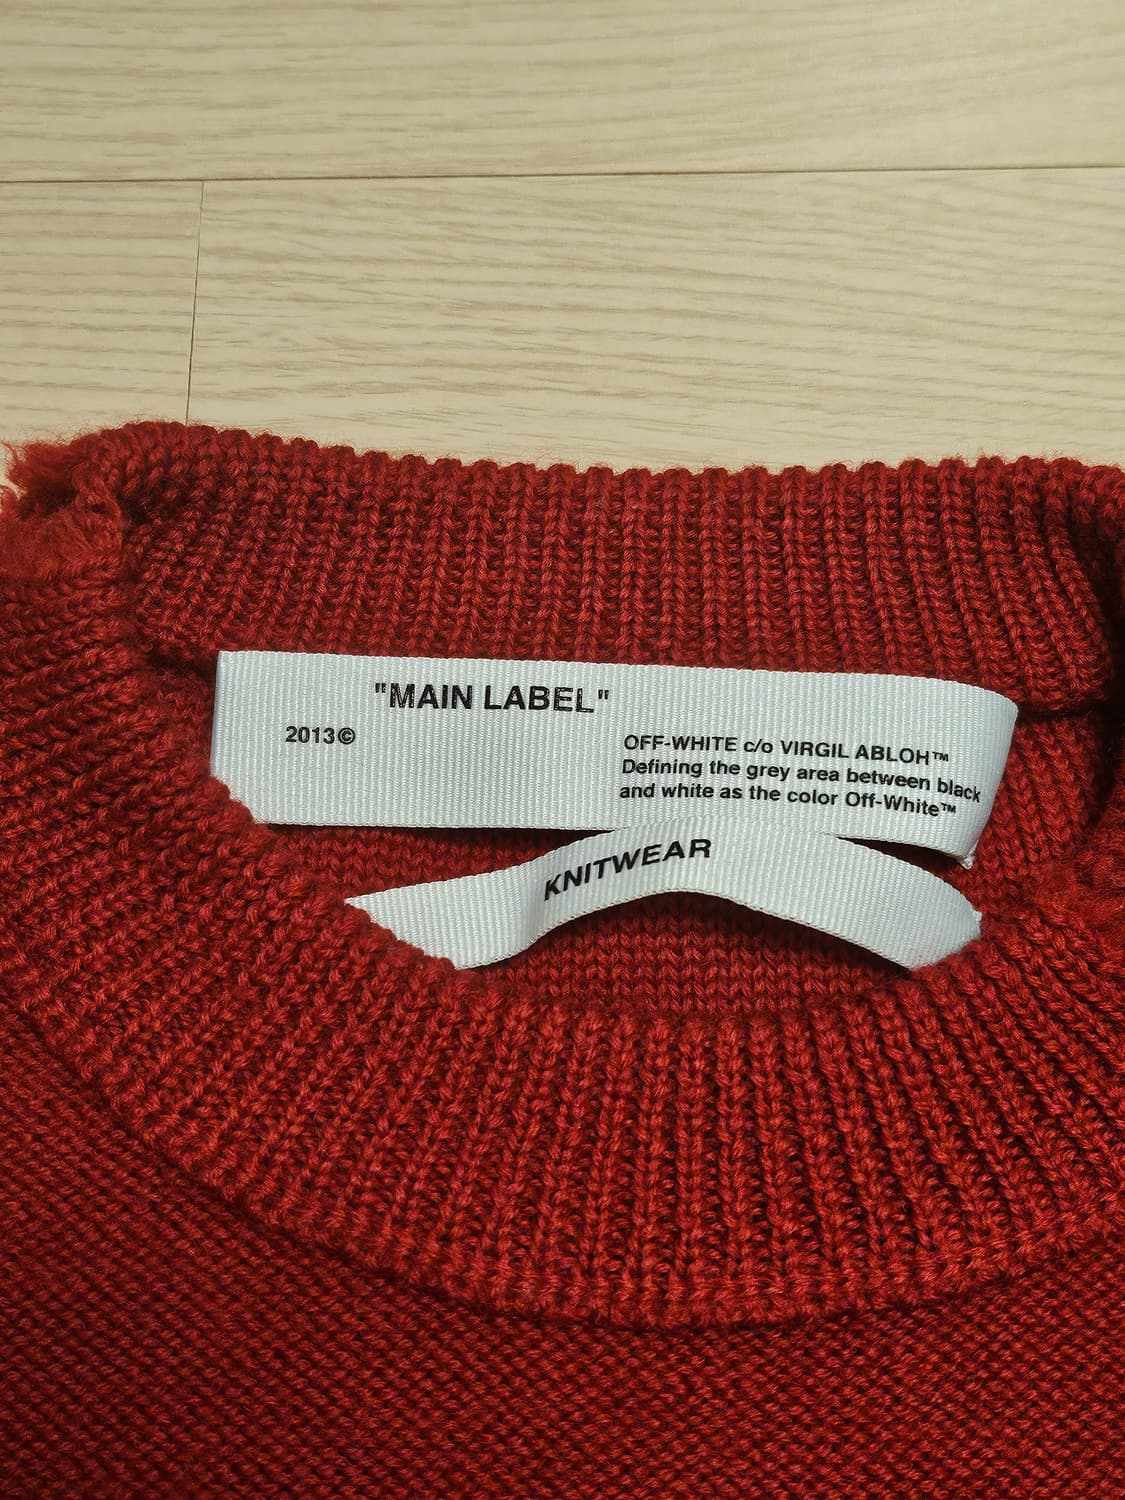 "MAIN LABEL"
2013©
OFF-WHITE c/o VIRGIL ABLOH™
Defining the grey area between black
and white as the color Off-White™
KNITWEAR